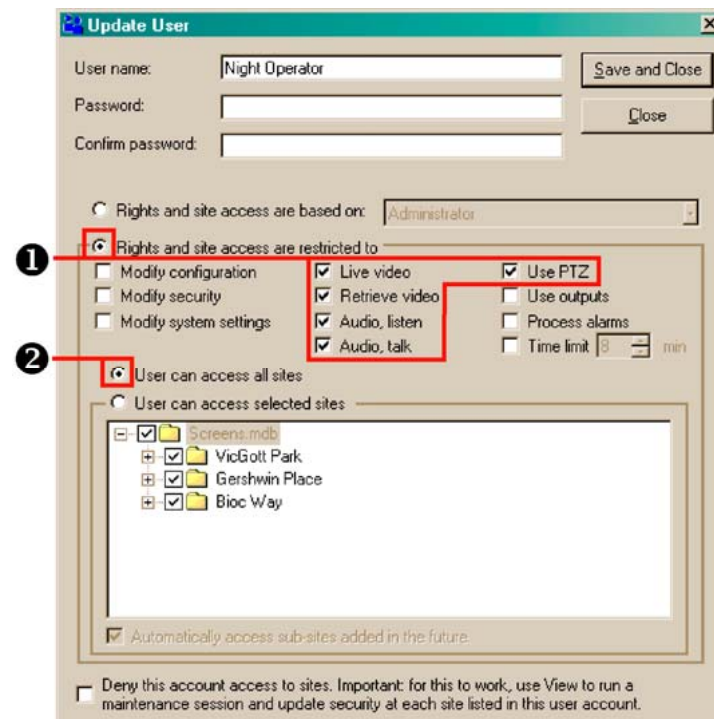 Update User
User name: Night Operator Save and Close
Password: Close
Confirm password:
Rights and site access are based on: Administrator
❶ Rights and site access are restricted to
Modify configuration Live video Use PTZ
Modify security Retrieve video Use outputs
Modify system settings Audio, listen Process alarms
Audio, talk Time limit 8 min
❷ User can access all sites
User can access selected sites
Screens.mdb
VicGott Park
Gershwin Place
Bioc Way
Automatically access sub-sites added in the future
Deny this account access to sites. Important: for this to work, use View to run a
maintenance session and update security at each site listed in this user account.